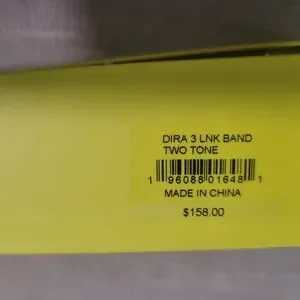 DIRA 3 LNK BAND
TWO TONE
1 96088 01648 1
MADE IN CHINA
$158.00